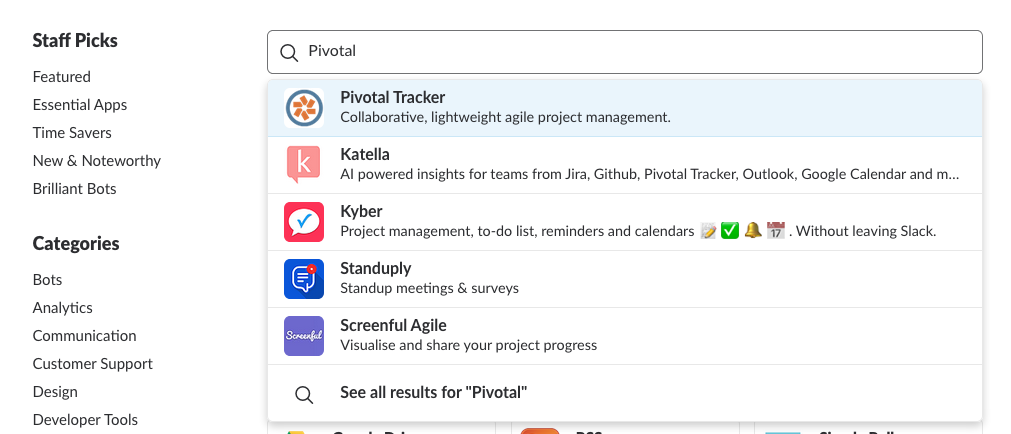 Staff Picks
Featured
Essential Apps
Time Savers
New & Noteworthy
Brilliant Bots
Categories
Bots
Analytics
Communication
Customer Support
Design
Developer Tools
Pivotal
Pivotal Tracker
Collaborative, lightweight agile project management.
k
Katella
AI powered insights for teams from Jira, Github, Pivotal Tracker, Outlook, Google Calendar and m...
Kyber
Project management, to-do list, reminders and calendars 📝 ✅ 🔔 📅 . Without leaving Slack.
Standuply
Standup meetings & surveys
Screenful
Screenful Agile
Visualise and share your project progress
See all results for "Pivotal"